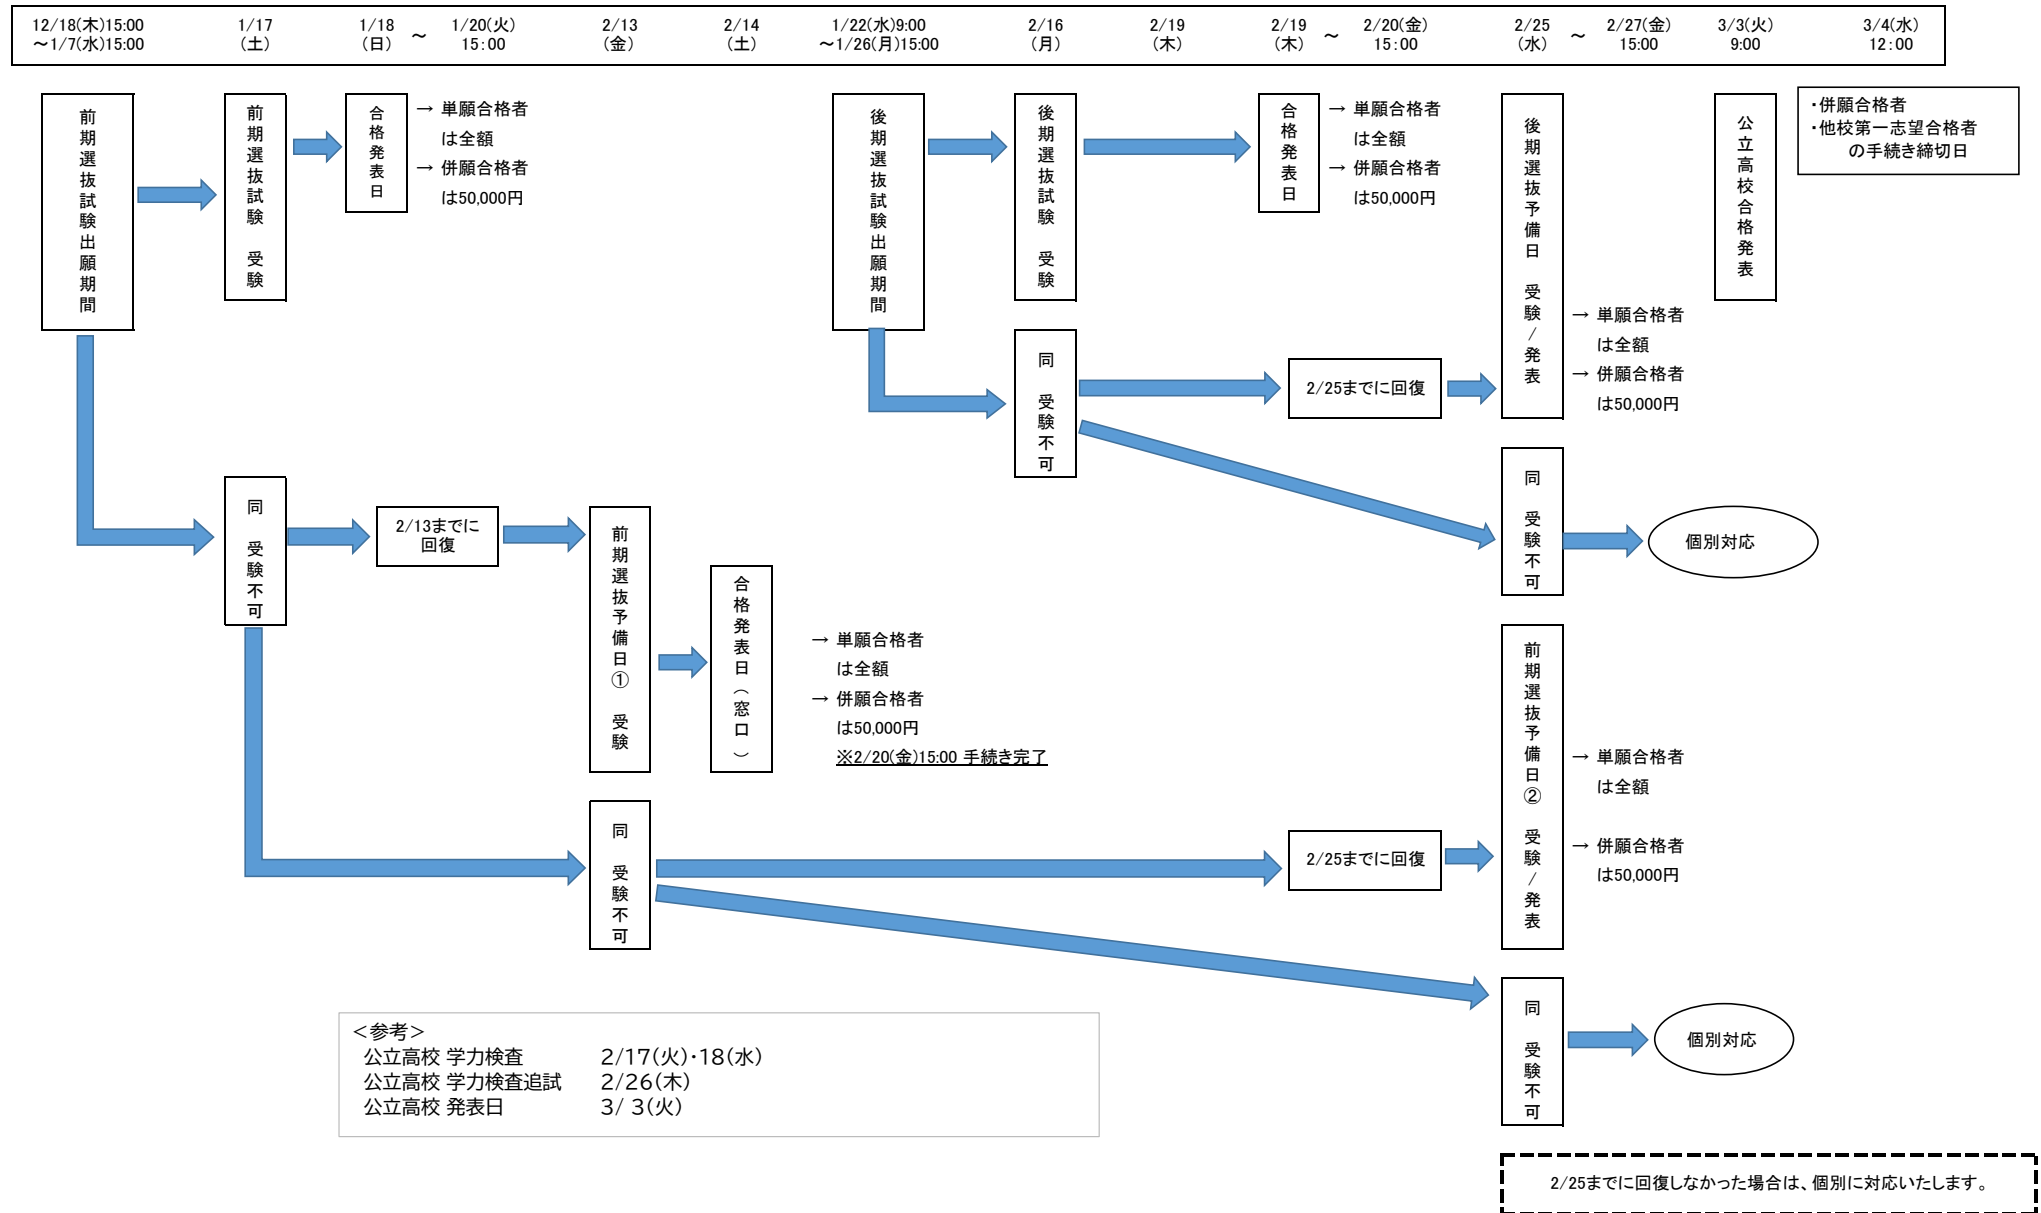 12/18(木)15:00
～1/7(水)15:00
1/17
(土)
1/18
(日)
～
1/20(火)
15:00
2/13
(金)
2/14
(土)
1/22(水)9:00
～1/26(月)15:00
2/16
(月)
2/19
(木)
2/19
(木)
～
2/20(金)
15:00
2/25
(水)
～
2/27(金)
15:00
3/3(火)
9:00
3/4(水)
12:00
前期選抜試験出願期間
前期選抜試験　受験
合格発表日
→ 単願合格者
は全額
→ 併願合格者
は50,000円
後期選抜試験出願期間
後期選抜試験　受験
合格発表日
→ 単願合格者
は全額
→ 併願合格者
は50,000円
後期選抜予備日　受験/発表
→ 単願合格者
は全額
→ 併願合格者
は50,000円
公立高校合格発表
・併願合格者
・他校第一志望合格者
の手続き締切日
同　受験不可
2/25までに回復
同　受験不可
個別対応
同　受験不可
2/13までに
回復
前期選抜予備日①　受験
合格発表日(窓口)
→ 単願合格者
は全額
→ 併願合格者
は50,000円
※2/20(金)15:00 手続き完了
前期選抜予備日②　受験/発表
→ 単願合格者
は全額
→ 併願合格者
は50,000円
同　受験不可
2/25までに回復
同　受験不可
個別対応
＜参考＞
公立高校 学力検査 2/17(火)・18(水)
公立高校 学力検査追試 2/26(木)
公立高校 発表日 3/ 3(火)
2/25までに回復しなかった場合は、個別に対応いたします。